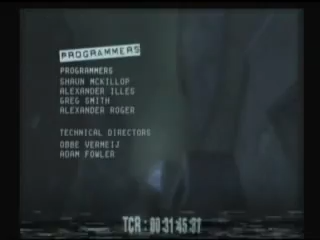 PROGRAMMERS
PROGRAMMERS
SHAUN MCKILLOP
ALEXANDER ILLES
GREG SMITH
ALEXANDER ROGER
TECHNICAL DIRECTORS
OBBE VERMEIJ
ADAM FOWLER
TCR: 00:31:45:31